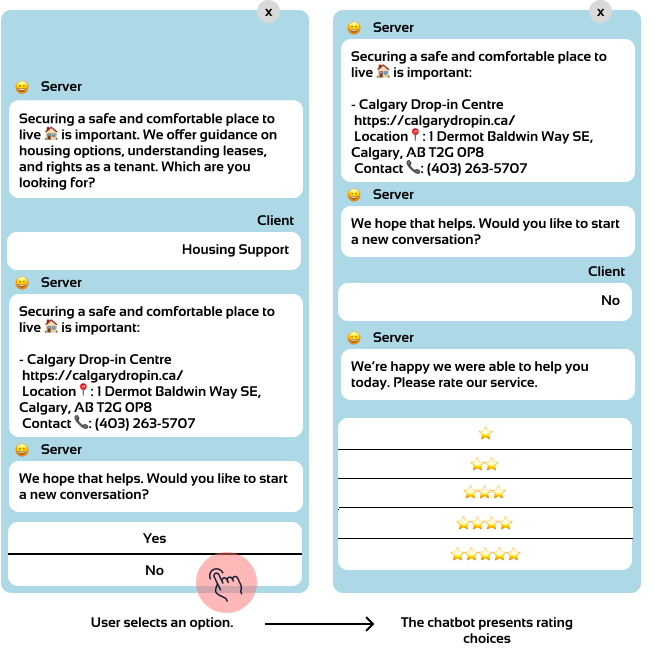 x
😄 Server
Securing a safe and comfortable place to
live 🏠 is important. We offer guidance on
housing options, understanding leases,
and rights as a tenant. Which are you
looking for?
Client
Housing Support
😄 Server
Securing a safe and comfortable place to
live 🏠 is important:
- Calgary Drop-in Centre
https://calgarydropin.ca/
Location📍: 1 Dermot Baldwin Way SE,
Calgary, AB T2G 0P8
Contact 📞: (403) 263-5707
😄 Server
We hope that helps. Would you like to start
a new conversation?
Yes
No
User selects an option.
x
😄 Server
Securing a safe and comfortable place to
live 🏠 is important:
- Calgary Drop-in Centre
https://calgarydropin.ca/
Location📍: 1 Dermot Baldwin Way SE,
Calgary, AB T2G 0P8
Contact 📞: (403) 263-5707
😄 Server
We hope that helps. Would you like to start
a new conversation?
Client
No
😄 Server
We’re happy we were able to help you
today. Please rate our service.
⭐
⭐⭐
⭐⭐⭐
⭐⭐⭐⭐
⭐⭐⭐⭐⭐
The chatbot presents rating
choices